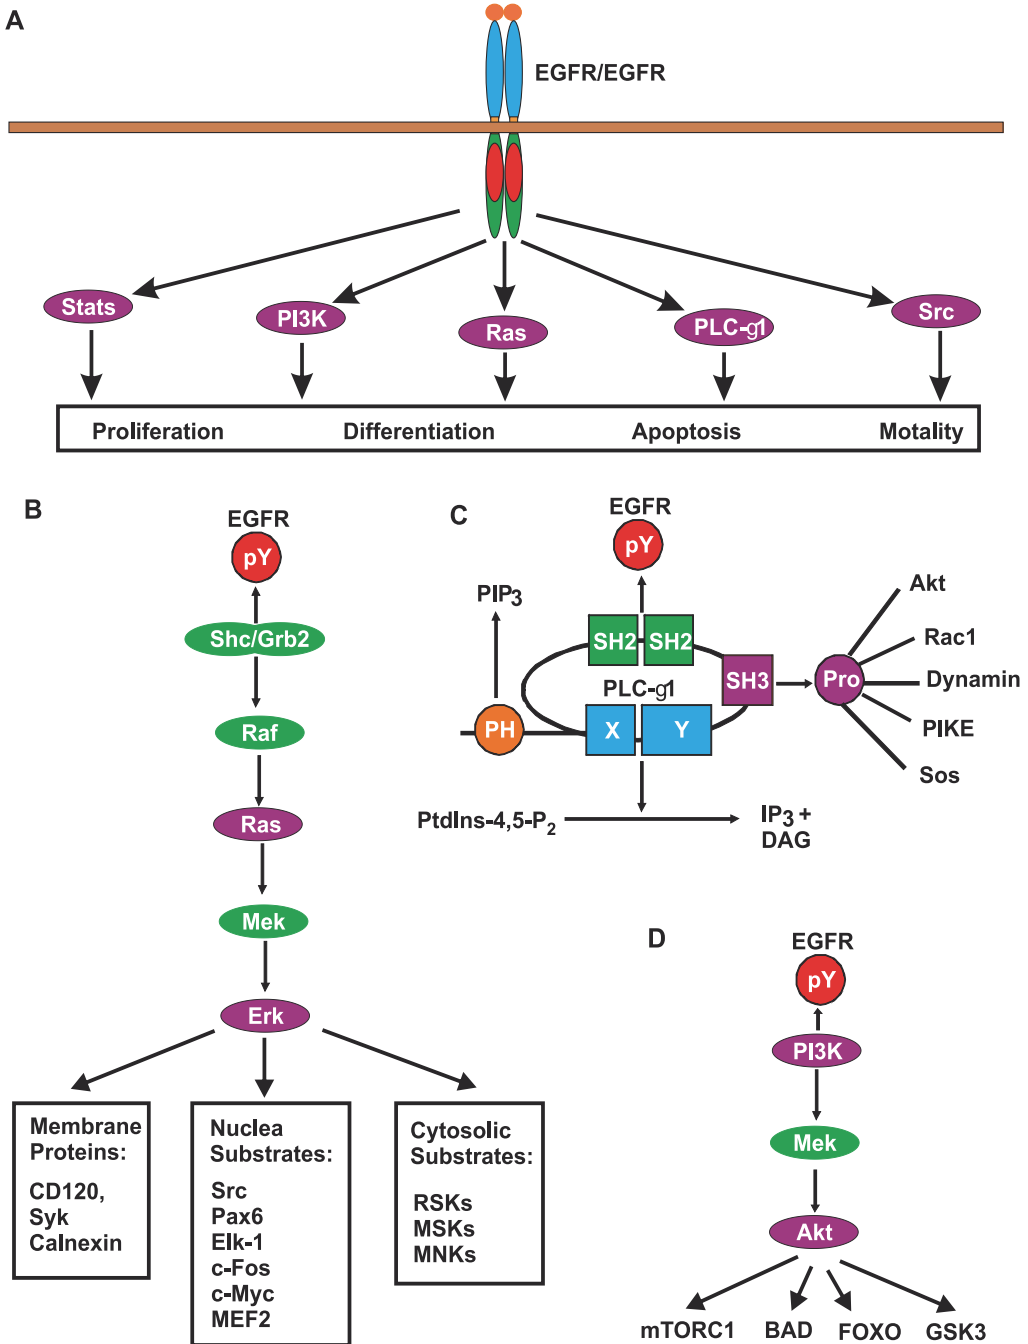 A
EGFR/EGFR
Stats
PI3K
Ras
PLC-g1
Src
Proliferation
Differentiation
Apoptosis
Motality
B
EGFR
pY
Shc/Grb2
Raf
Ras
Mek
Erk
Membrane
Proteins:
CD120,
Syk
Calnexin
Nuclea
Substrates:
Src
Pax6
Elk-1
c-Fos
c-Myc
MEF2
Cytosolic
Substrates:
RSKs
MSKs
MNKs
C
EGFR
pY
PIP3
SH2
SH2
SH3
PLC-g1
PH
X
Y
Pro
Akt
Rac1
Dynamin
PIKE
Sos
PtdIns-4,5-P2
IP3 +
DAG
D
EGFR
pY
PI3K
Mek
Akt
mTORC1
BAD
FOXO
GSK3